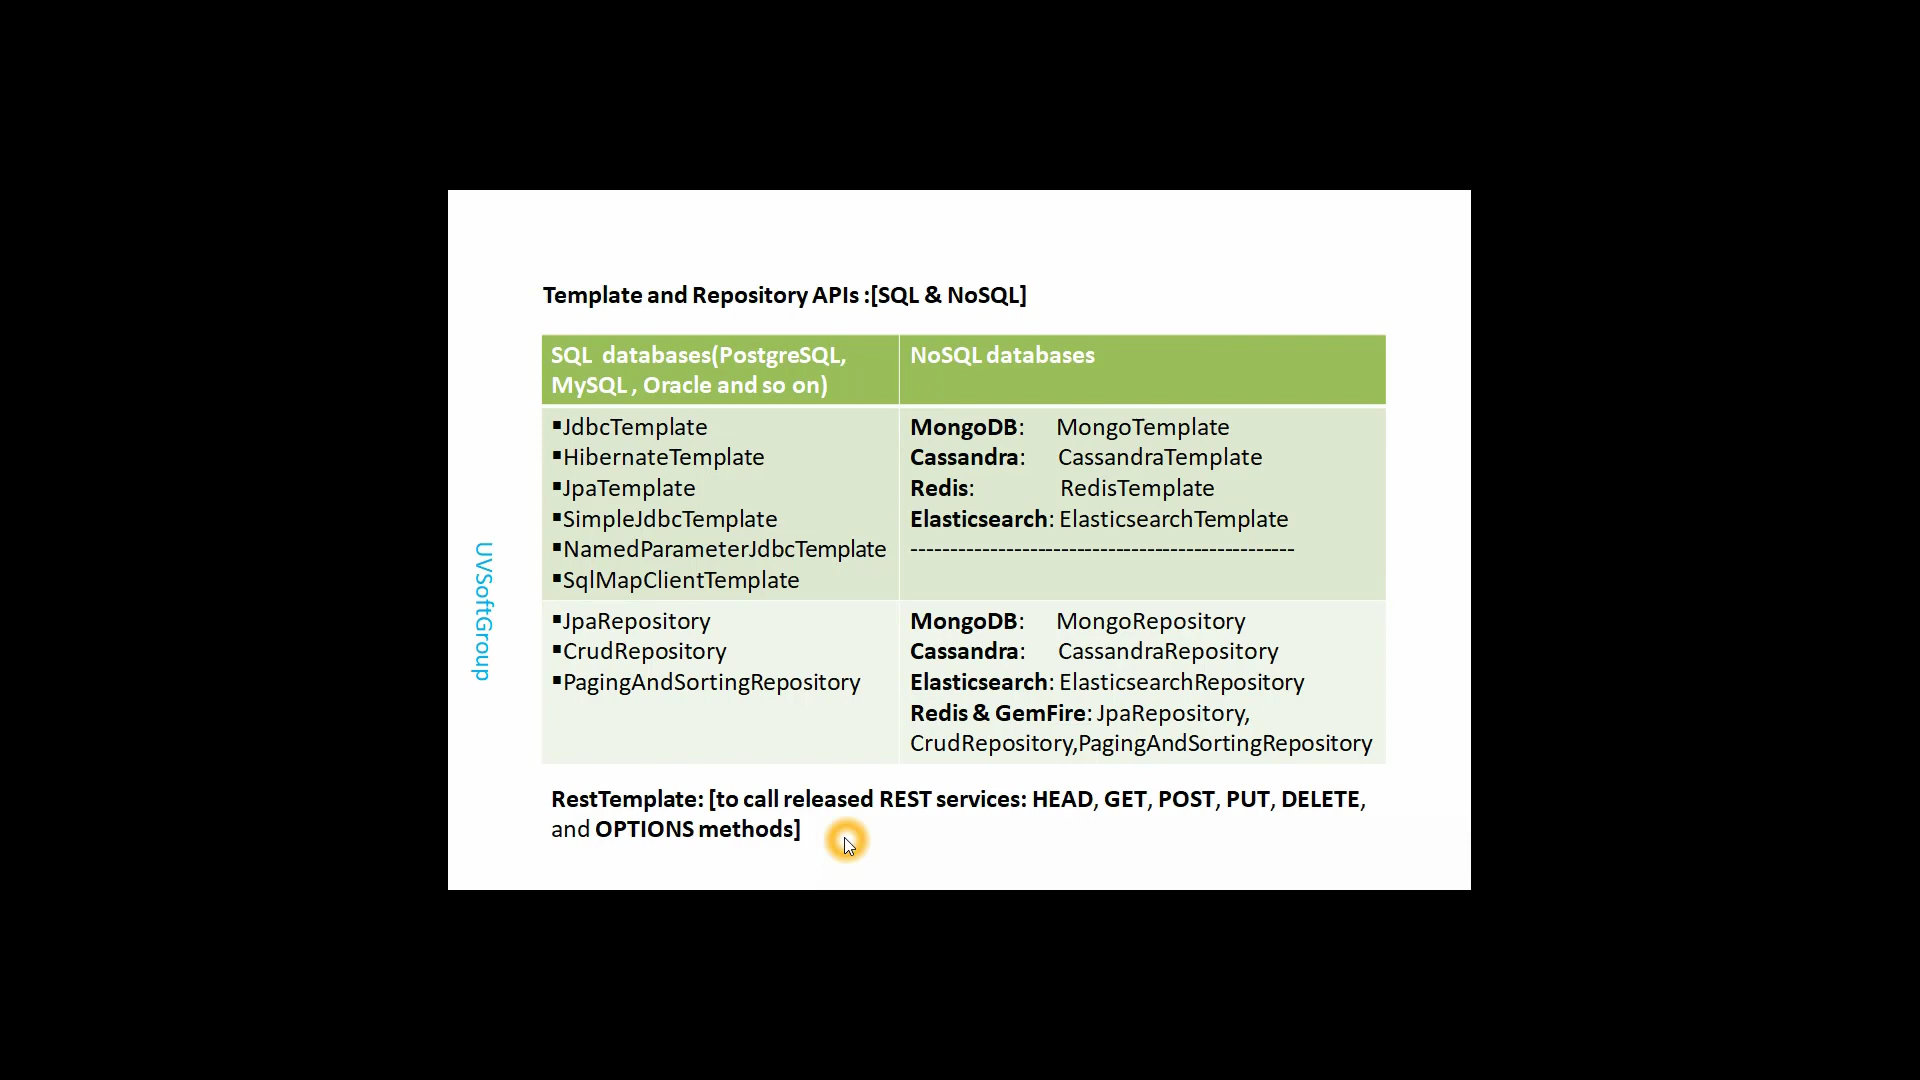 Template and Repository APIs :[SQL & NoSQL]
SQL databases(PostgreSQL,
MySQL , Oracle and so on)
NoSQL databases
▪JdbcTemplate
▪HibernateTemplate
▪JpaTemplate
▪SimpleJdbcTemplate
▪NamedParameterJdbcTemplate
▪SqlMapClientTemplate
MongoDB: MongoTemplate
Cassandra: CassandraTemplate
Redis: RedisTemplate
Elasticsearch: ElasticsearchTemplate
------------------------------------------------
▪JpaRepository
▪CrudRepository
▪PagingAndSortingRepository
MongoDB: MongoRepository
Cassandra: CassandraRepository
Elasticsearch: ElasticsearchRepository
Redis & GemFire: JpaRepository,
CrudRepository,PagingAndSortingRepository
RestTemplate: [to call released REST services: HEAD, GET, POST, PUT, DELETE,
and OPTIONS methods]
UVSoftGroup